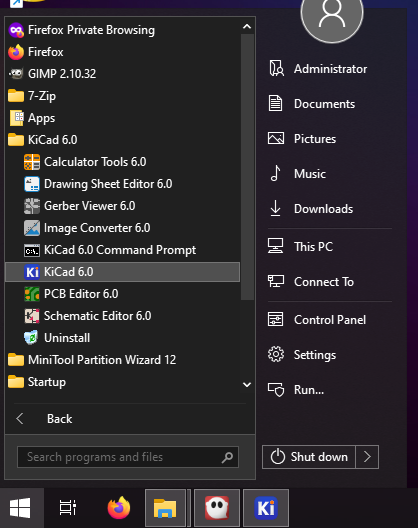 Firefox Private Browsing
Firefox
GIMP 2.10.32
7-Zip
Apps
KiCad 6.0
Calculator Tools 6.0
Drawing Sheet Editor 6.0
Gerber Viewer 6.0
Image Converter 6.0
KiCad 6.0 Command Prompt
Ki KiCad 6.0
PCB Editor 6.0
Schematic Editor 6.0
Uninstall
MiniTool Partition Wizard 12
Startup
Back
Search programs and files
Administrator
Documents
Pictures
Music
Downloads
This PC
Connect To
Control Panel
Settings
Run...
Shut down
Ki